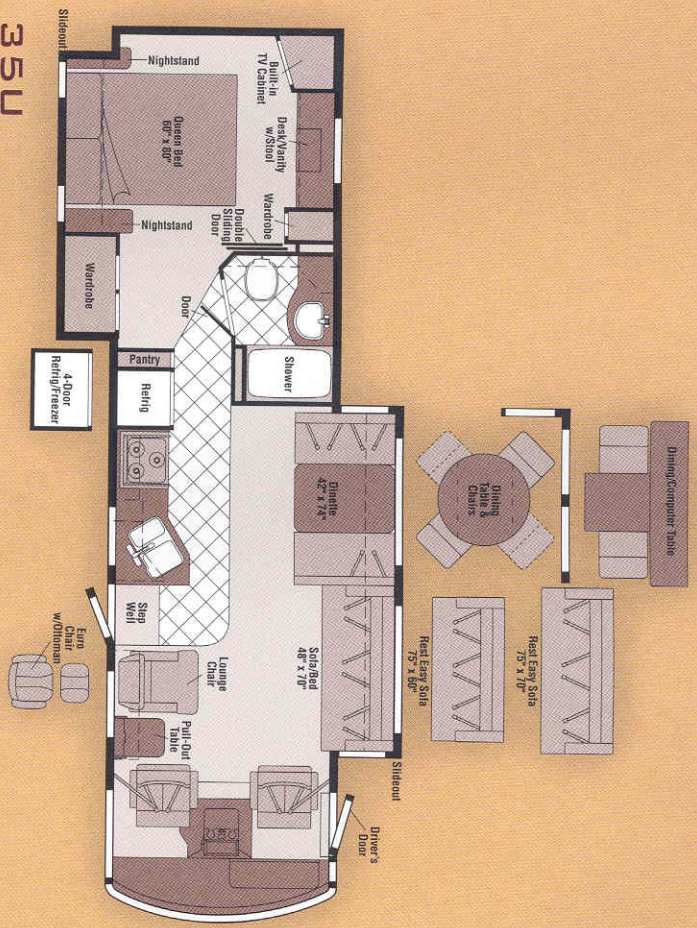 35U
Slideout
Nightstand
Queen Bed
60" x 80"
Nightstand
Wardrobe
Built-in
TV Cabinet
Desk/Vanity
w/Stool
Wardrobe
Double
Sliding
Door
Door
Shower
Pantry
Refrig
4-Door
Refrig/Freezer
Dinette
42" x 74"
Sofa/Bed
48" x 70"
Step
Well
Lounge
Chair
Pull-Out
Table
Euro
Chair
w/Ottoman
Slideout
Driver's
Door
Dining/Computer Table
Dining
Table &
Chairs
Rest Easy Sofa
75" x 70"
Rest Easy Sofa
75" x 60"